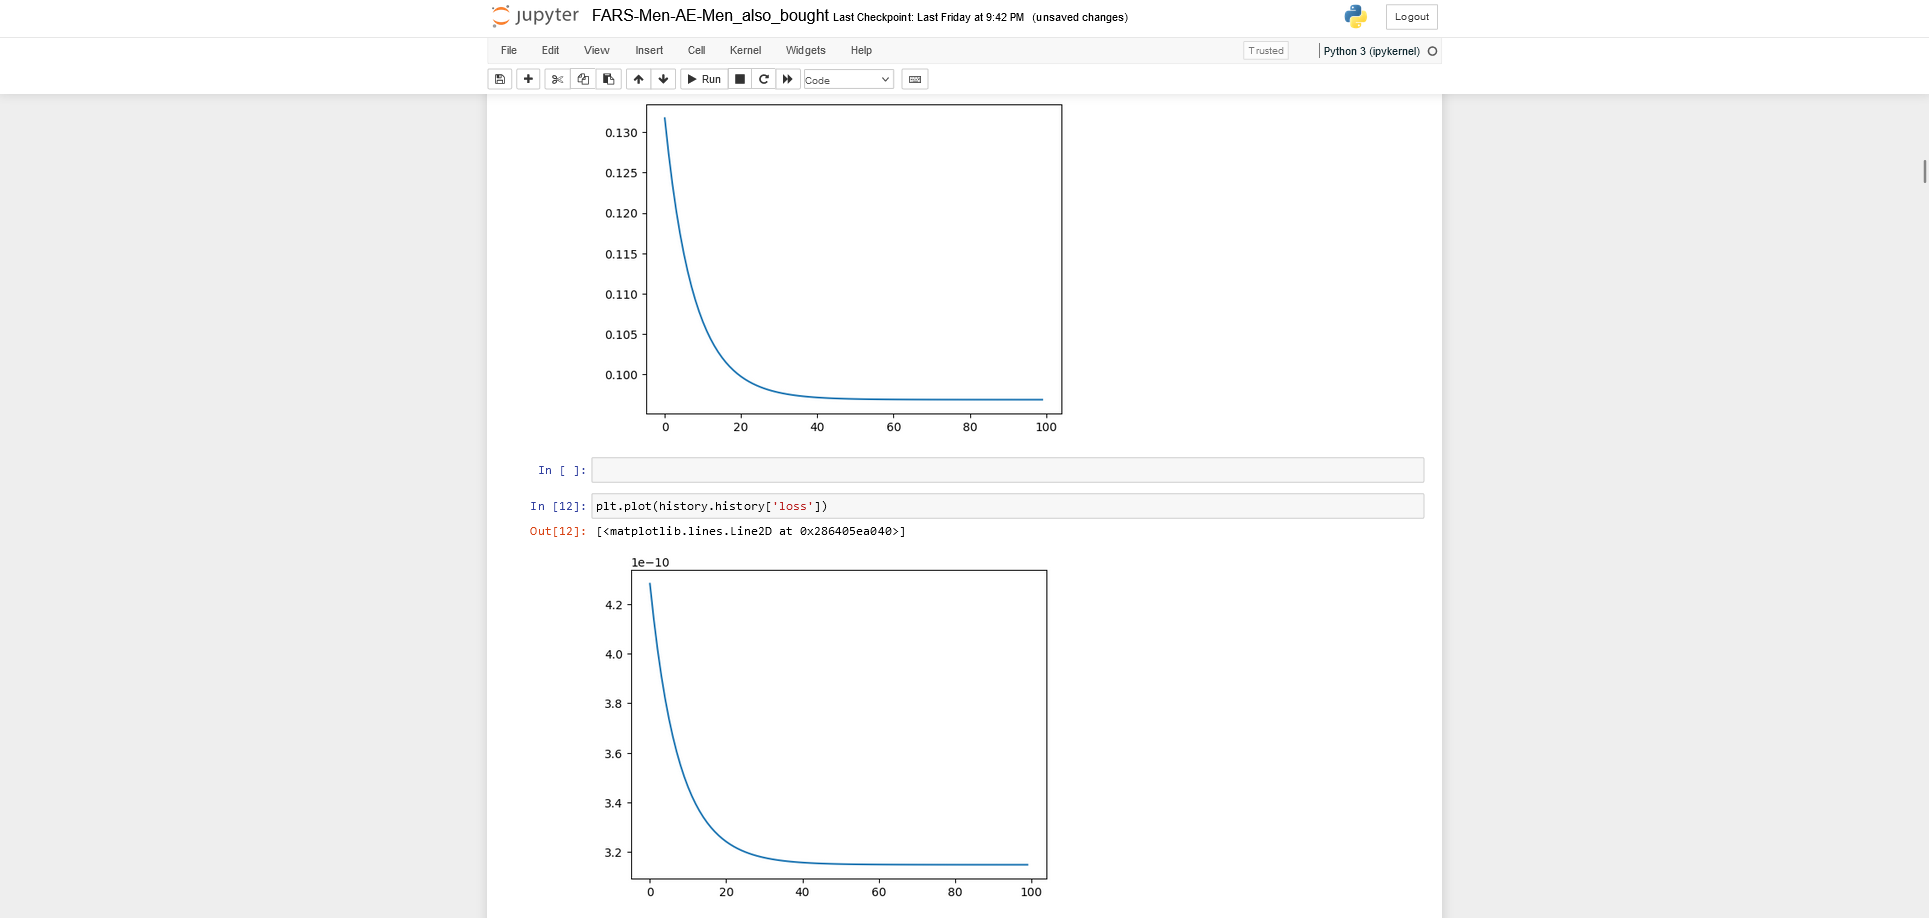 jupyter FARS-Men-AE-Men_also_bought Last Checkpoint: Last Friday at 9:42 PM (unsaved changes) Logout
File Edit View Insert Cell Kernel Widgets Help Trusted Python 3 (ipykernel)
Run Code
0.130
0.125
0.120
0.115
0.110
0.105
0.100
0 20 40 60 80 100
In [ ]:
In [12]: plt.plot(history.history['loss'])
Out[12]: [<matplotlib.lines.Line2D at 0x286405ea040>]
1e−10
4.2
4.0
3.8
3.6
3.4
3.2
0 20 40 60 80 100